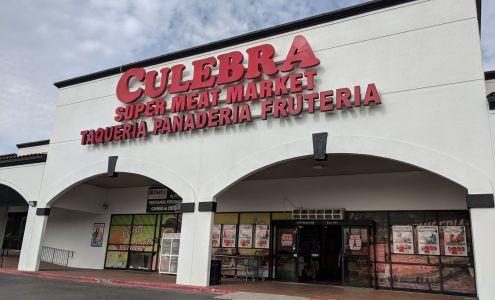 CULEBRA
SUPER MEAT MARKET
TAQUERIA PANADERIA FRUTERIA